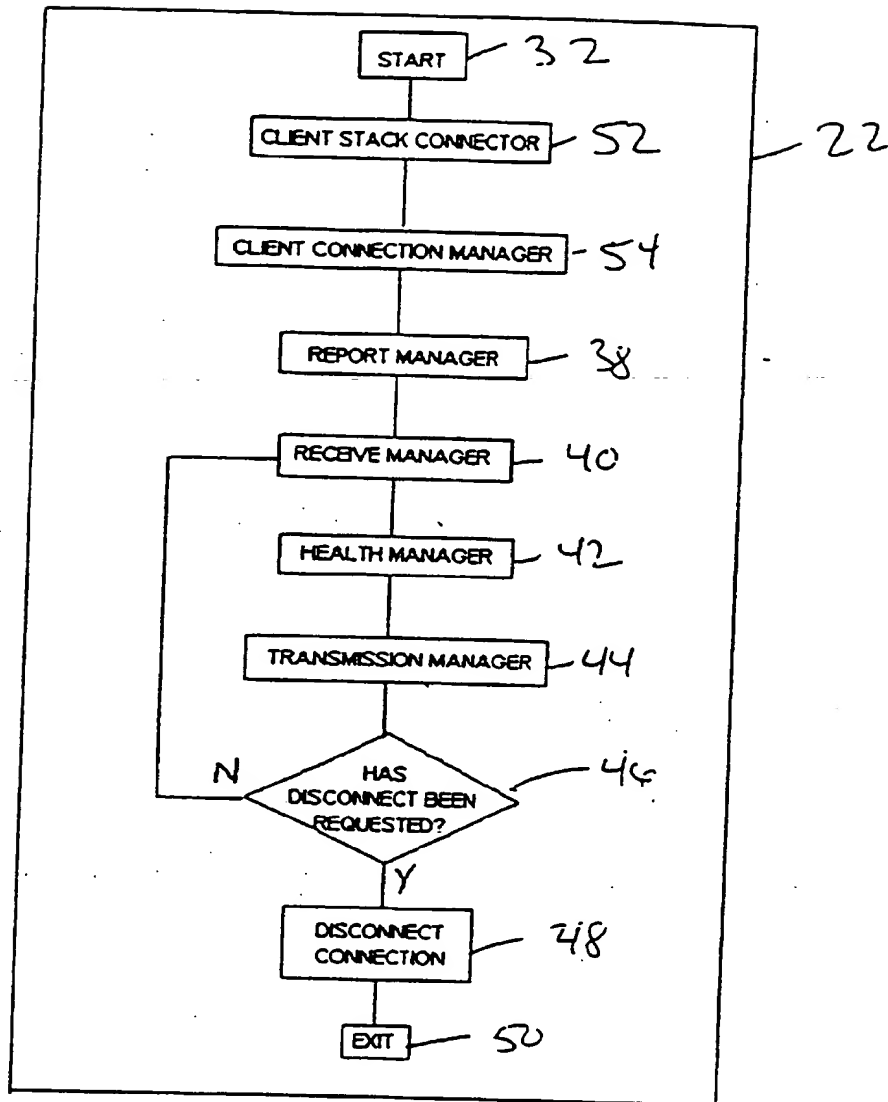 START 32
CLIENT STACK CONNECTOR 52
22
CLIENT CONNECTION MANAGER 54
REPORT MANAGER 38
RECEIVE MANAGER 40
HEALTH MANAGER 42
TRANSMISSION MANAGER 44
N
HAS
DISCONNECT BEEN
REQUESTED?
46
Y
DISCONNECT
CONNECTION
48
EXIT 50